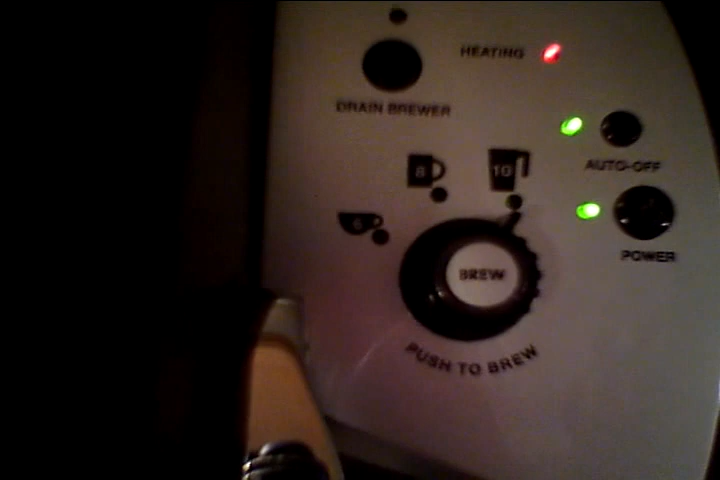 HEATING
DRAIN BREWER
AUTO-OFF
8
10
6
POWER
BREW
PUSH TO BREW